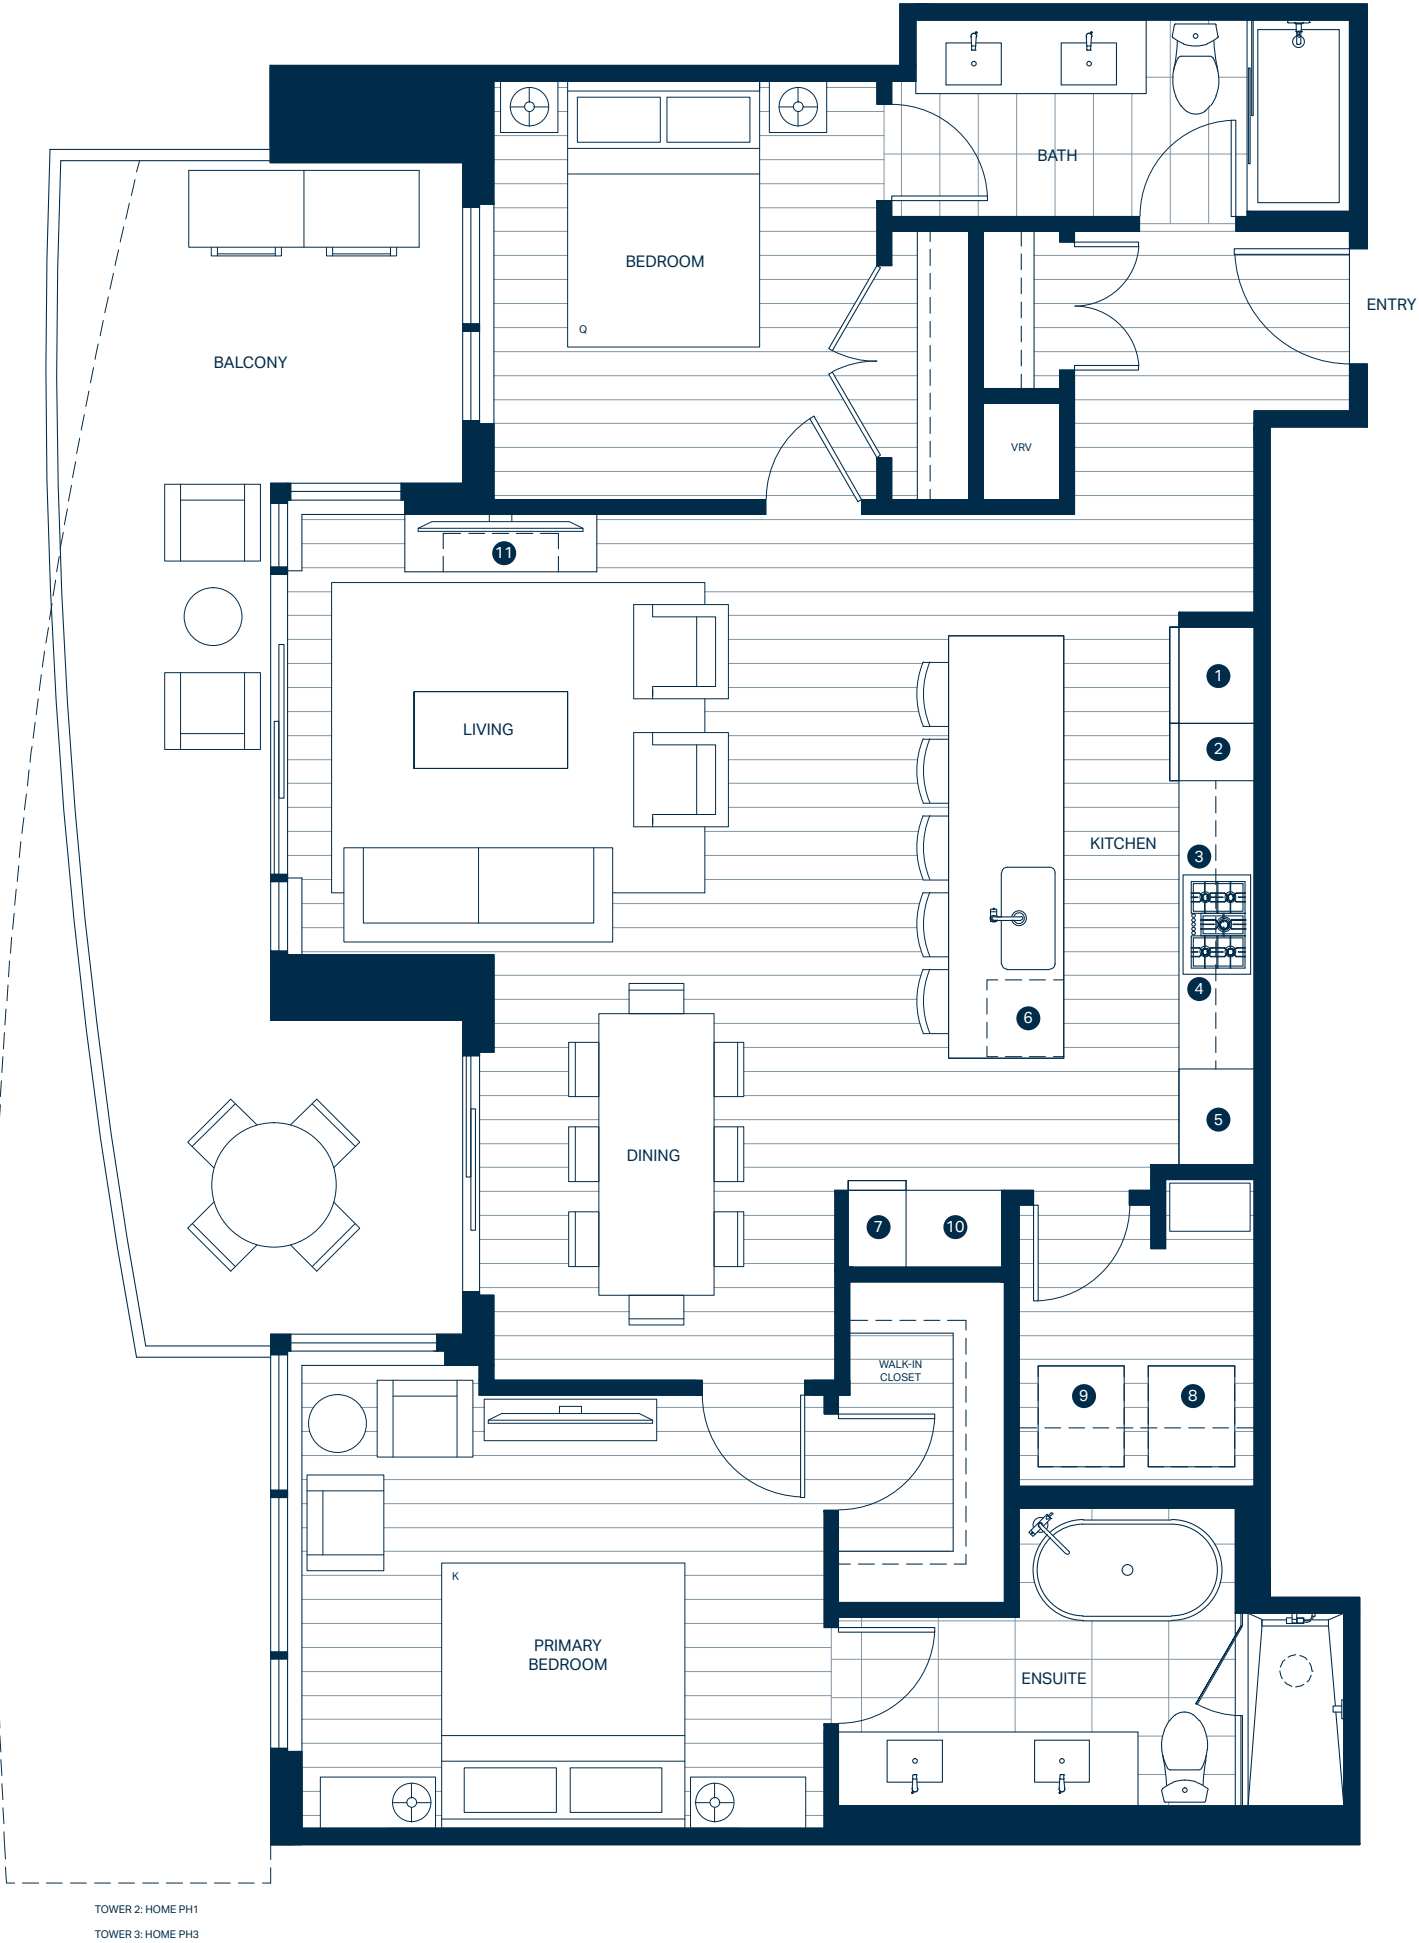 BATH
BEDROOM
Q
ENTRY
BALCONY
VRV
11
1
LIVING
2
KITCHEN
3
4
6
5
DINING
7
10
WALK-IN
CLOSET
9
8
K
PRIMARY
BEDROOM
ENSUITE
TOWER 2: HOME PH1
TOWER 3: HOME PH3